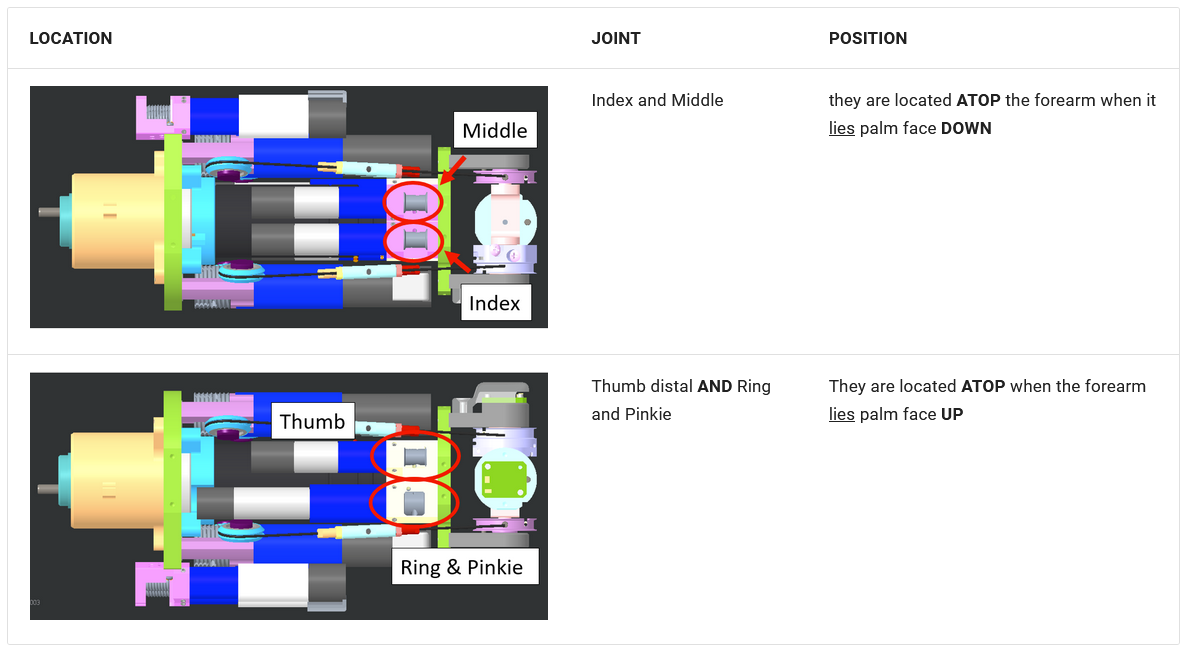 LOCATION
JOINT
POSITION
Middle
Index
Index and Middle
they are located ATOP the forearm when it
lies palm face DOWN
Thumb
Ring & Pinkie
003
Thumb distal AND Ring
and Pinkie
They are located ATOP when the forearm
lies palm face UP